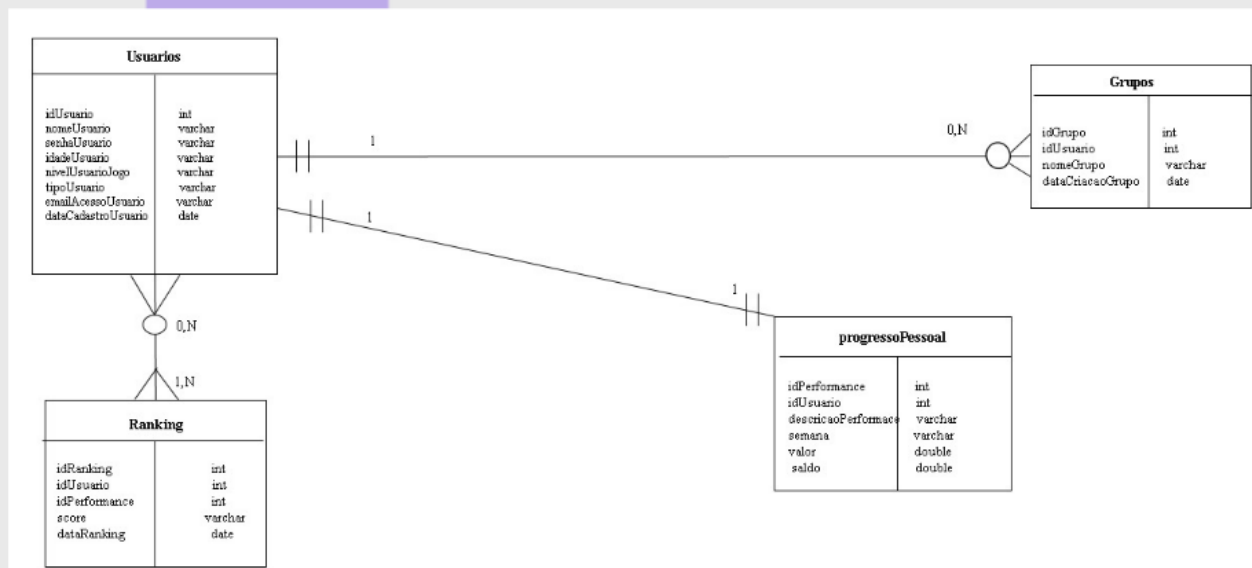 Usuarios
idUsuario int
nomeUsuario varchar
senhaUsuario varchar
idadeUsuario varchar
nivelUsuarioJogo varchar
tipoUsuario varchar
emailAcessoUsuario varchar
dataCadastroUsuario date
1
0,N
Grupos
idGrupo int
idUsuario int
nomeGrupo varchar
dataCriacaoGrupo date
1
1
progressoPessoal
idPerformance int
idUsuario int
descricaoPerformace varchar
semana varchar
valor double
saldo double
0,N
1,N
Ranking
idRanking int
idUsuario int
idPerformance int
score varchar
dataRanking date